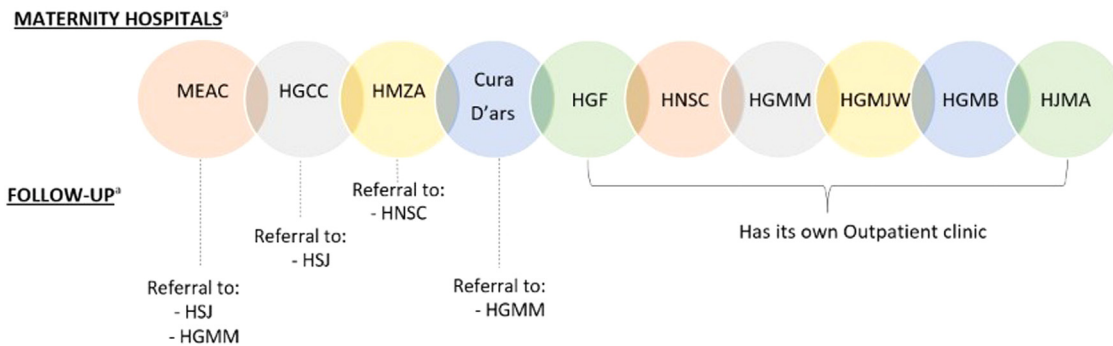 MATERNITY HOSPITALSa
MEAC
HGCC
HMZA
Cura
D'ars
HGF
HNSC
HGMM
HGMJW
HGMB
HJMA
FOLLOW-UPa
Referral to:
- HSJ
- HGMM
Referral to:
- HSJ
Referral to:
- HNSC
Referral to:
- HGMM
Has its own Outpatient clinic